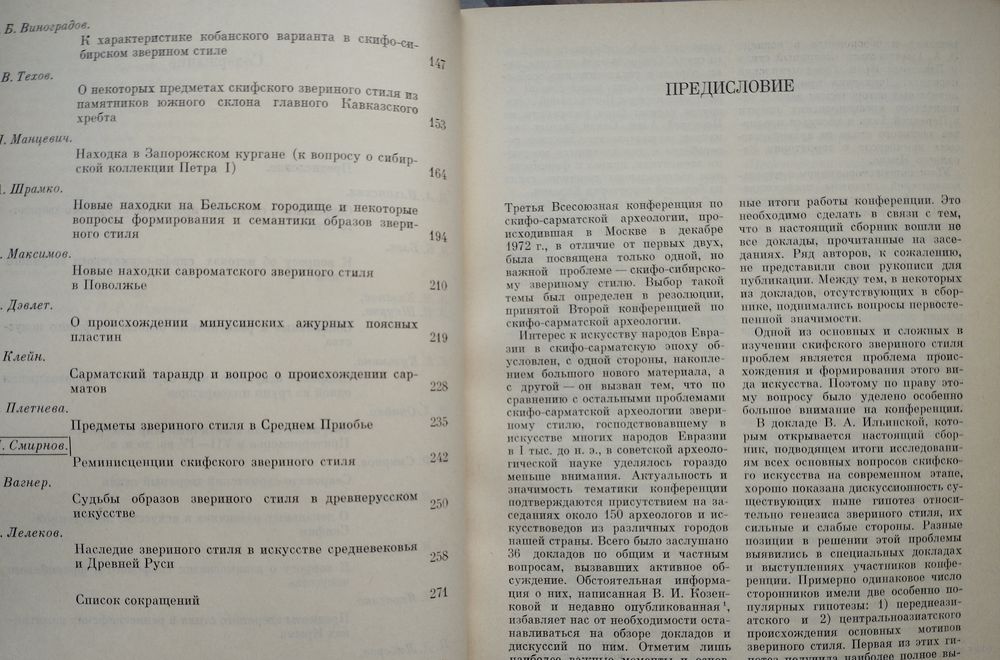 Б. Виноградов.
К характеристике кобанского варианта в скифо-си-
бирском зверином стиле
147
В. Техов.
О некоторых предметах скифского звериного стиля из
памятников южного склона главного Кавказского
хребта
153
Манцевич.
Находка в Запорожском кургане (к вопросу о сибир-
ской коллекции Петра I)
164
Шрамко.
Новые находки на Бельском городище и некоторые
вопросы формирования и семантики образов звери-
ного стиля
194
Максимов.
Новые находки савроматского звериного стиля
в Поволжье
210
Дэвлет.
О происхождении минусинских ажурных поясных
пластин
219
Клейн.
Сарматский тарандр и вопрос о происхождении сар-
матов
228
Плетнева.
Предметы звериного стиля в Среднем Приобье
235
Смирнов.
Реминисценции скифского звериного стиля
242
Вагнер.
Судьбы образов звериного стиля в древнерусском
искусстве
250
Лелеков.
Наследие звериного стиля в искусстве средневековья
и Древней Руси
258
Список сокращений
271
ПРЕДИСЛОВИЕ
Третья Всесоюзная конференция по
скифо-сарматской археологии, про-
исходившая в Москве в декабре
1972 г., в отличие от первых двух,
была посвящена только одной, но
важной проблеме — скифо-сибирско-
му звериному стилю. Выбор такой
темы был определен в резолюции,
принятой Второй конференцией по
скифо-сарматской археологии.
Интерес к искусству народов Евра-
зии в скифо-сарматскую эпоху об-
условлен, с одной стороны, накопле-
нием большого нового материала, а
с другой — он вызван тем, что по
сравнению с остальными проблемами
скифо-сарматской археологии звери-
ному стилю, господствовавшему в
искусстве многих народов Евразии
в I тыс. до н. э., в советской археоло-
гической науке уделялось гораздо
меньше внимания. Актуальность и
значимость тематики конференции
подтверждаются присутствием на за-
седаниях около 150 археологов и ис-
кусствоведов из различных городов
нашей страны. Всего было заслушано
36 докладов по общим и частным
вопросам, вызвавших активное об-
суждение. Обстоятельная информа-
ция о них, написанная В. И. Козен-
ковой и недавно опубликованная¹,
избавляет нас от необходимости оста-
навливаться на обзоре докладов и
дискуссий по ним. Отметим лишь
наиболее важные моменты и основ-
ные итоги работы конференции. Это
необходимо сделать в связи с тем,
что в настоящий сборник вошли не
все доклады, прочитанные на засе-
даниях. Ряд авторов, к сожалению,
не представили свои рукописи для
публикации. Между тем, в некоторых
из докладов, отсутствующих в сбор-
нике, поднимались вопросы первосте-
пенной значимости.
Одной из основных и сложных в
изучении скифского звериного стиля
проблем является проблема проис-
хождения и формирования этого ви-
да искусства. Поэтому по праву это-
му вопросу было уделено особенно
большое внимание на конференции.
В докладе В. А. Ильинской, кото-
рым открывается настоящий сбор-
ник, подводящем итоги исследовани-
ям всех основных вопросов скифско-
го искусства на современном этапе,
хорошо показана дискуссионность су-
ществующих ныне гипотез относи-
тельно генезиса звериного стиля, их
сильные и слабые стороны. Разные
позиции в решении этой проблемы
выявились в специальных докладах
и выступлениях участников конфе-
ренции. Примерно одинаковое число
сторонников имели две особенно по-
пулярных гипотезы: 1) переднеази-
атского и 2) центральноазиатского
происхождения основных мотивов
звериного стиля. Первая из этих ги-
потез получила наиболее полное вы-